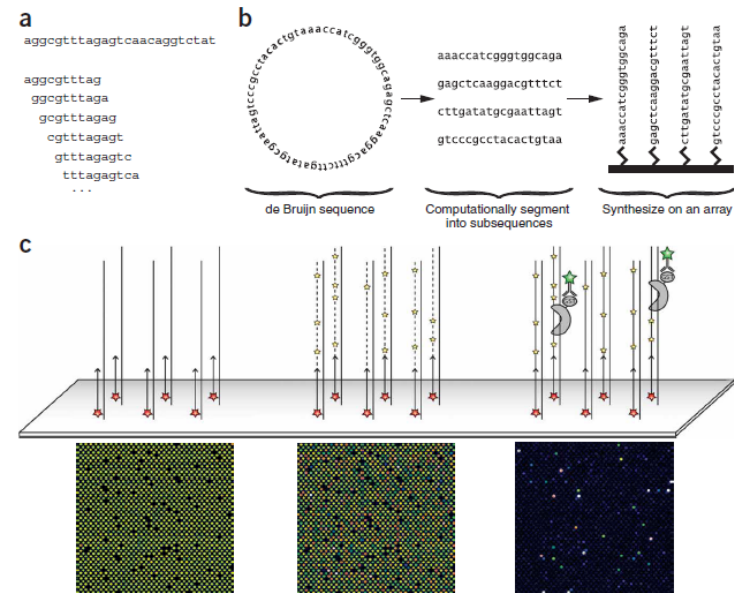 a
aggcgtttagagtcaacaggtctat
aggcgtttag
ggcgtttaga
gcgtttagag
cgtttagagt
gtttagagtc
tttagagtca
...
b
gtcccgcctacactgtaaaccatcgggtggcagagctcaaggacgtttcttgatatgcgaatta
de Bruijn sequence
aaaccatcgggtggcaga
gagctcaaggacgtttct
cttgatatgcgaattagt
gtcccgcctacactgtaa
Computationally segment
into subsequences
aaaccatcgggtggcaga
gagctcaaggacgtttct
cttgatatgcgaattagt
gtcccgcctacactgtaa
Synthesize on an array
c